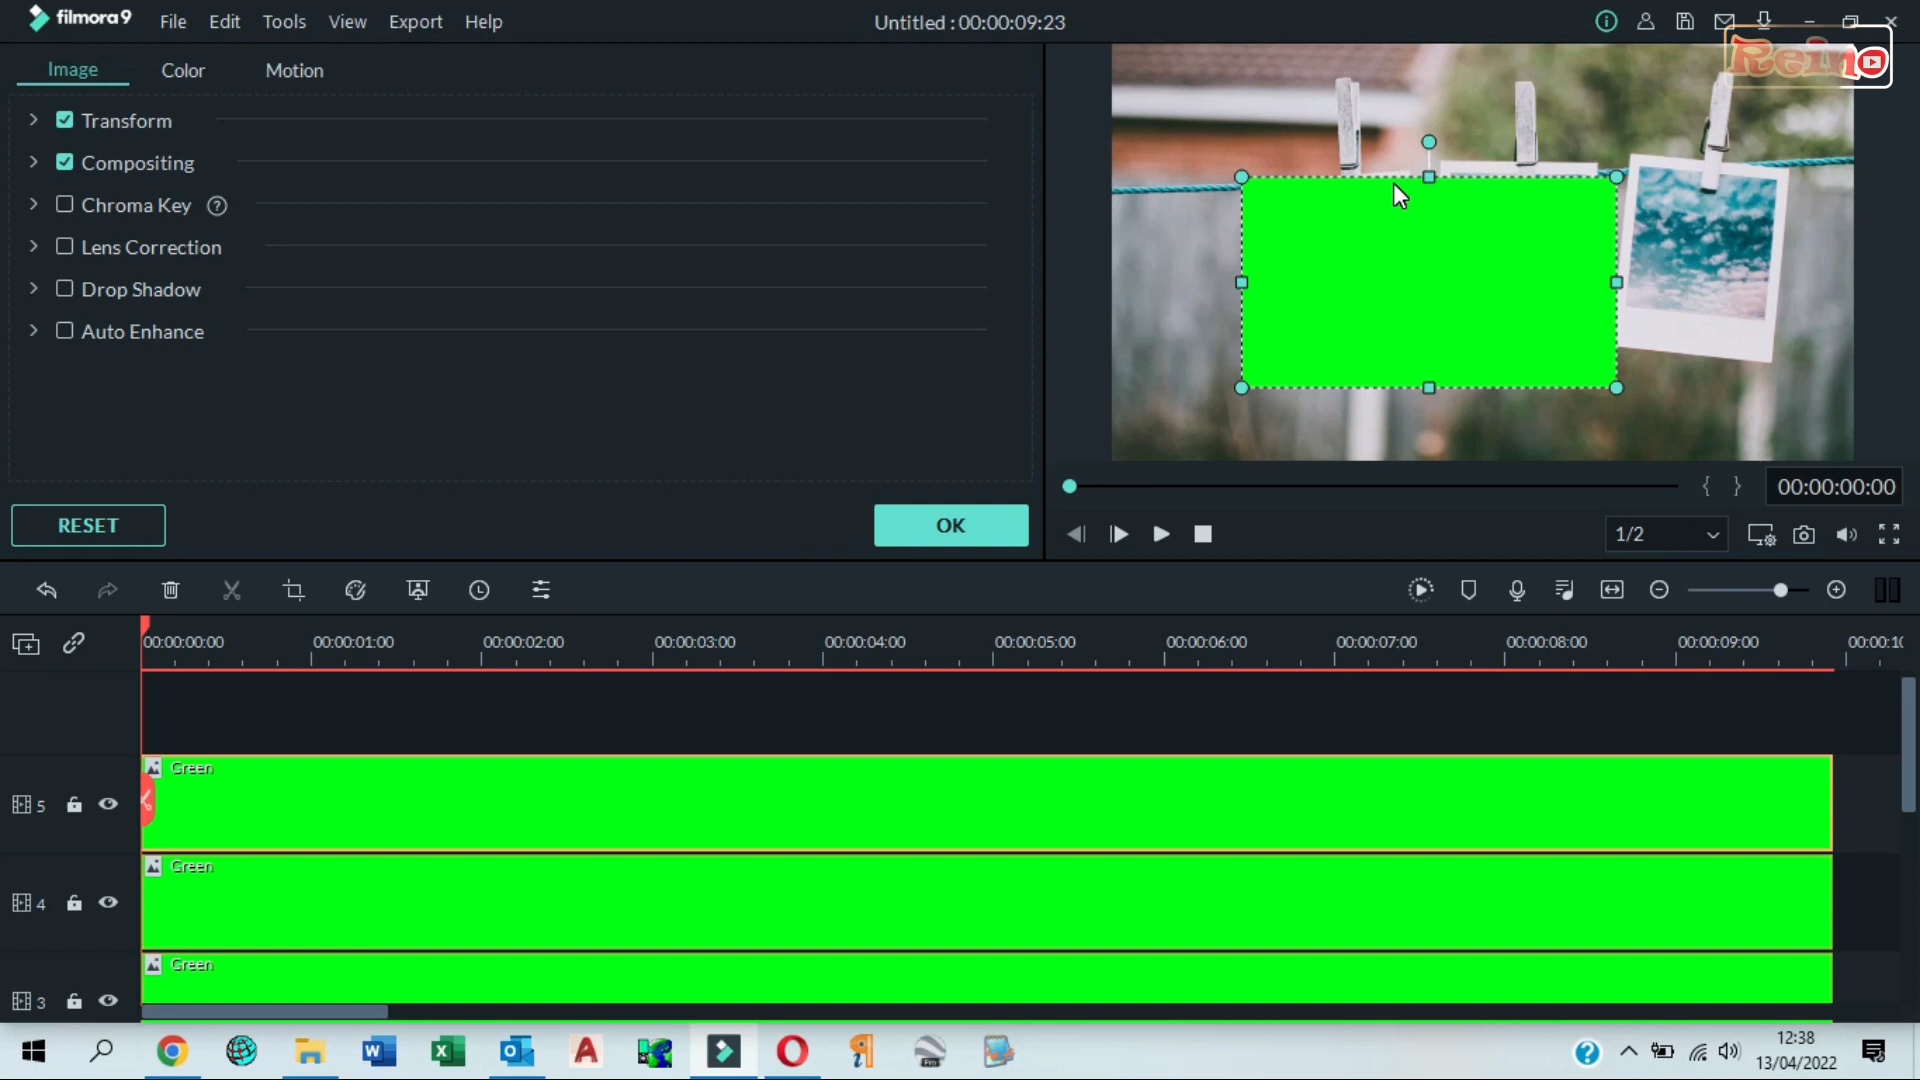 filmora9 File Edit Tools View Export Help Untitled : 00:00:09:23
Reino
Image Color Motion
Transform
Compositing
Chroma Key ?
Lens Correction
Drop Shadow
Auto Enhance
RESET OK
{ } 00:00:00:00
1/2
00:00:00:00 00:00:01:00 00:00:02:00 00:00:03:00 00:00:04:00 00:00:05:00 00:00:06:00 00:00:07:00 00:00:08:00 00:00:09:00 00:00:10
Green
5
Green
4
Green
3
12:38
13/04/2022